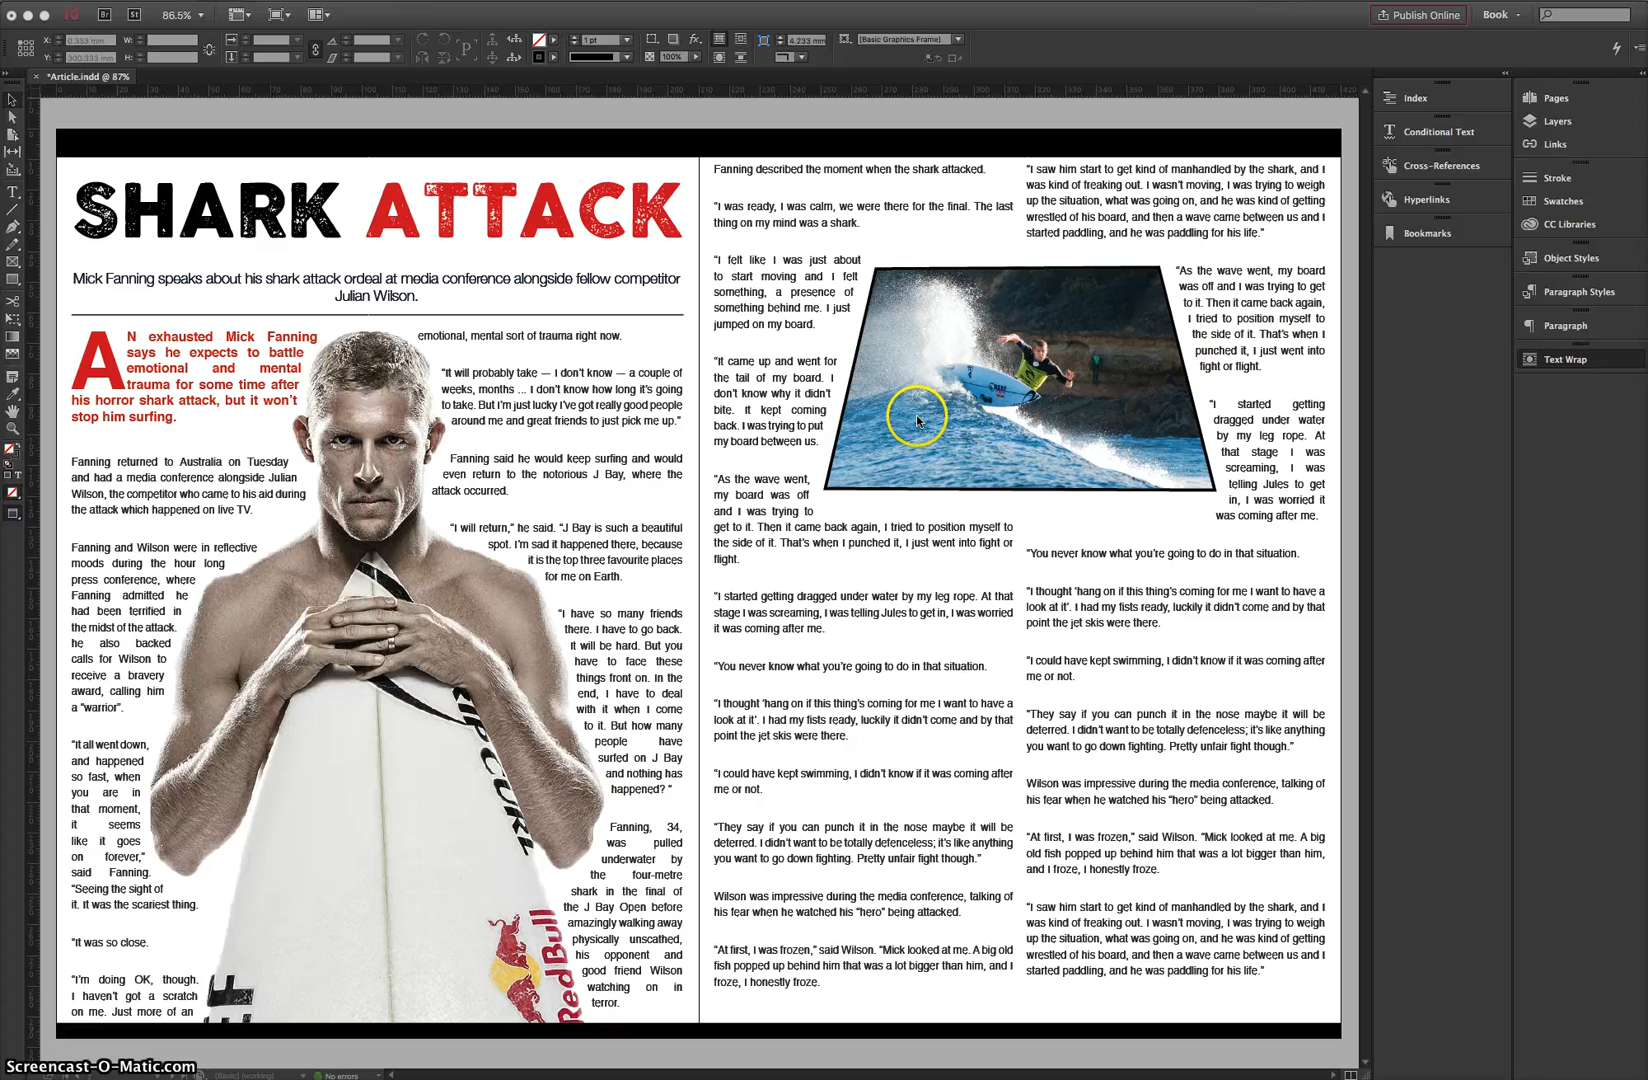 Id
Br
St
86.5%
Publish Online
Book
X: 0.333 mm
W:
1 pt
4.233 mm
[Basic Graphics Frame]
Y: 300.333 mm
H:
100%
*Article.indd @ 87%
SHARK ATTACK
Mick Fanning speaks about his shark attack ordeal at media conference alongside fellow competitor
Julian Wilson.
AN exhausted Mick Fanning
says he expects to battle
emotional and mental
trauma for some time after
his horror shark attack, but it won't
stop him surfing.
Fanning returned to Australia on Tuesday
and had a media conference alongside Julian
Wilson, the competitor who came to his aid during
the attack which happened on live TV.
Fanning and Wilson were in reflective
moods during the hour long
press conference, where
Fanning admitted he
had been terrified in
the midst of the attack.
he also backed
calls for Wilson to
receive a bravery
award, calling him
a "warrior".
"It all went down,
and happened
so fast, when
you are in
that moment,
it seems
like it goes
on forever,"
said Fanning.
"Seeing the sight of
it. It was the scariest thing.
"It was so close.
"I'm doing OK, though.
I haven't got a scratch
on me. Just more of an
emotional, mental sort of trauma right now.
"It will probably take — I don't know — a couple of
weeks, months ... I don't know how long it's going
to take. But I'm just lucky I've got really good people
around me and great friends to just pick me up."
Fanning said he would keep surfing and would
even return to the notorious J Bay, where the
attack occurred.
"I will return," he said. "J Bay is such a beautiful
spot. I'm sad it happened there, because
it is the top three favourite places
for me on Earth.
"I have so many friends
there. I have to go back.
It will be hard. But you
have to face these
things front on. In the
end, I have to deal
with it when I come
to it. But how many
people have
surfed on J Bay
and nothing has
happened? "
Fanning, 34,
was pulled
underwater by
the four-metre
shark in the final of
the J Bay Open before
amazingly walking away
physically unscathed,
his opponent and
good friend Wilson
watching on in
terror.
RIP CURL
RedBull
Fanning described the moment when the shark attacked.
"I was ready, I was calm, we were there for the final. The last
thing on my mind was a shark.
"I felt like I was just about
to start moving and I felt
something, a presence of
something behind me. I just
jumped on my board.
"It came up and went for
the tail of my board. I
don't know why it didn't
bite. It kept coming
back. I was trying to put
my board between us.
"As the wave went,
my board was off
and I was trying to
get to it. Then it came back again, I tried to position myself to
the side of it. That's when I punched it, I just went into fight or
flight.
"I started getting dragged under water by my leg rope. At that
stage I was screaming, I was telling Jules to get in, I was worried
it was coming after me.
"You never know what you're going to do in that situation.
"I thought 'hang on if this thing's coming for me I want to have a
look at it'. I had my fists ready, luckily it didn't come and by that
point the jet skis were there.
"I could have kept swimming, I didn't know if it was coming after
me or not.
"They say if you can punch it in the nose maybe it will be
deterred. I didn't want to be totally defenceless; it's like anything
you want to go down fighting. Pretty unfair fight though."
Wilson was impressive during the media conference, talking of
his fear when he watched his "hero" being attacked.
"At first, I was frozen," said Wilson. "Mick looked at me. A big old
fish popped up behind him that was a lot bigger than him, and I
froze, I honestly froze.
"I saw him start to get kind of manhandled by the shark, and I
was kind of freaking out. I wasn't moving, I was trying to weigh
up the situation, what was going on, and he was kind of getting
wrestled of his board, and then a wave came between us and I
started paddling, and he was paddling for his life."
"As the wave went, my board
was off and I was trying to get
to it. Then it came back again,
I tried to position myself to
the side of it. That's when I
punched it, I just went into
fight or flight.
"I started getting
dragged under water
by my leg rope. At
that stage I was
screaming, I was
telling Jules to get
in, I was worried it
was coming after me.
"You never know what you're going to do in that situation.
"I thought 'hang on if this thing's coming for me I want to have a
look at it'. I had my fists ready, luckily it didn't come and by that
point the jet skis were there.
"I could have kept swimming, I didn't know if it was coming after
me or not.
"They say if you can punch it in the nose maybe it will be
deterred. I didn't want to be totally defenceless; it's like anything
you want to go down fighting. Pretty unfair fight though."
Wilson was impressive during the media conference, talking of
his fear when he watched his "hero" being attacked.
"At first, I was frozen," said Wilson. "Mick looked at me. A big
old fish popped up behind him that was a lot bigger than him,
and I froze, I honestly froze.
"I saw him start to get kind of manhandled by the shark, and I
was kind of freaking out. I wasn't moving, I was trying to weigh
up the situation, what was going on, and he was kind of getting
wrestled of his board, and then a wave came between us and I
started paddling, and he was paddling for his life."
Index
Conditional Text
Cross-References
Hyperlinks
Bookmarks
Pages
Layers
Links
Stroke
Swatches
CC Libraries
Object Styles
Paragraph Styles
Paragraph
Text Wrap
Screencast-O-Matic.com
[Basic] (working)
No errors